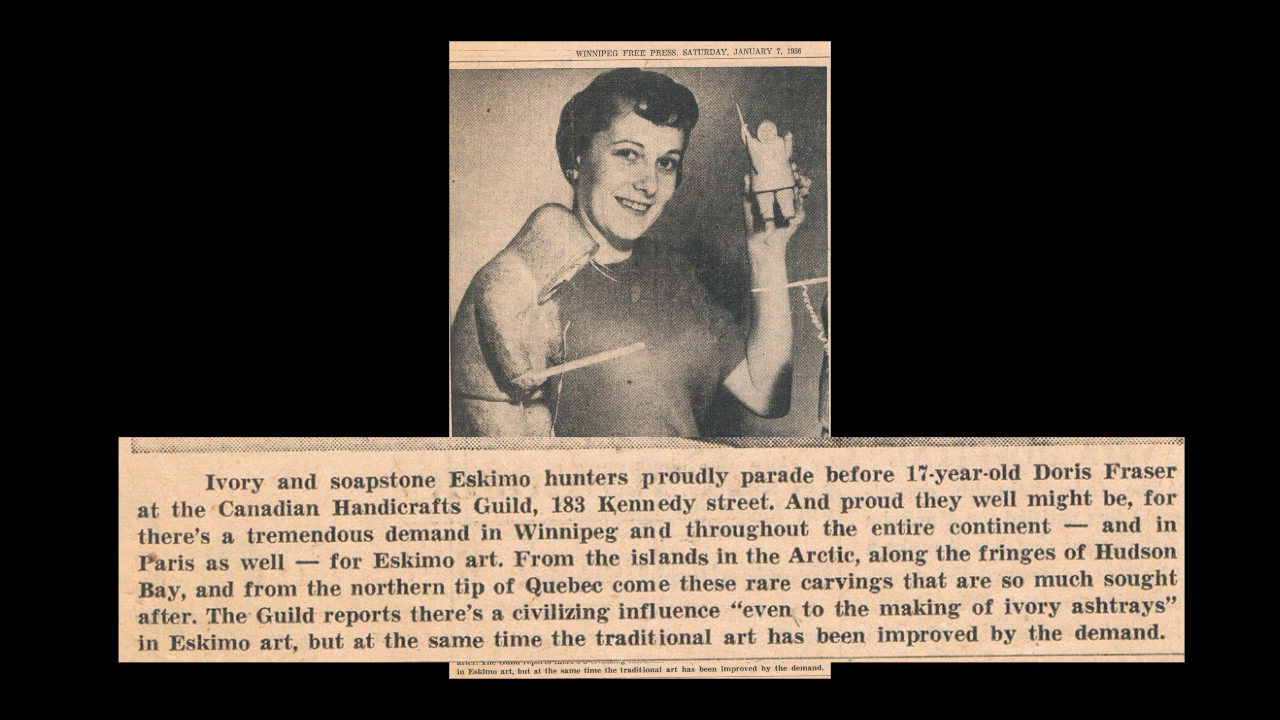 WINNIPEG FREE PRESS, SATURDAY, JANUARY 7, 1956
Ivory and soapstone Eskimo hunters proudly parade before 17-year-old Doris Fraser
at the Canadian Handicrafts Guild, 183 Kennedy street. And proud they well might be, for
there's a tremendous demand in Winnipeg and throughout the entire continent — and in
Paris as well — for Eskimo art. From the islands in the Arctic, along the fringes of Hudson
Bay, and from the northern tip of Quebec come these rare carvings that are so much sought
after. The Guild reports there's a civilizing influence “even to the making of ivory ashtrays”
in Eskimo art, but at the same time the traditional art has been improved by the demand.
in Eskimo art, but at the same time the traditional art has been improved by the demand.